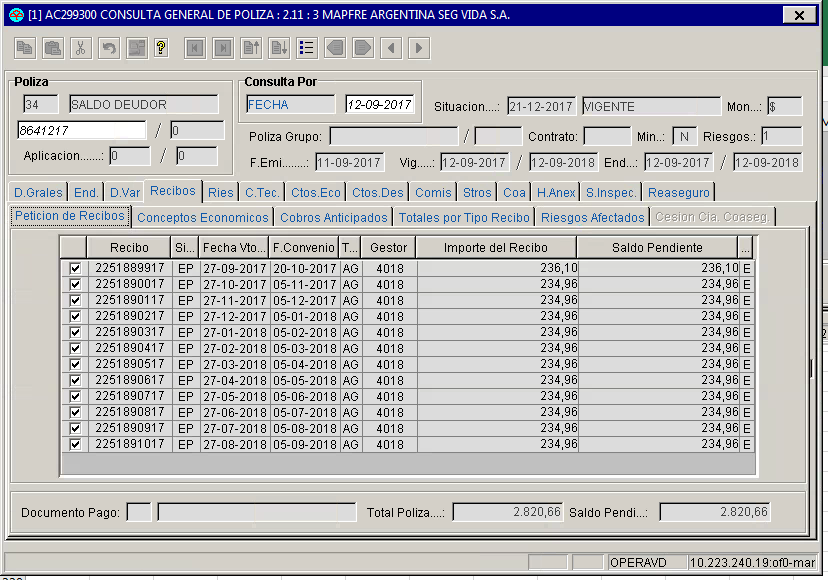 [1] AC299300 CONSULTA GENERAL DE POLIZA : 2.11 : 3 MAPFRE ARGENTINA SEG VIDA S.A.
Poliza
34 SALDO DEUDOR
8641217 / 0
Aplicacion.......: 0 / 0
Consulta Por
FECHA 12-09-2017
Situacion....: 21-12-2017 VIGENTE Mon...: $
Poliza Grupo: / Contrato: Min..: N Riesgos.: 1
F.Emi........: 11-09-2017 Vig....: 12-09-2017 / 12-09-2018 End...: 12-09-2017 / 12-09-2018
D.Grales End. D.Var Recibos Ries C.Tec. Ctos.Eco Ctos.Des Comis Stros Coa H.Anex S.Inspec. Reaseguro
Peticion de Recibos Conceptos Economicos Cobros Anticipados Totales por Tipo Recibo Riesgos Afectados Cesion Cia. Coaseg.
Recibo Si... Fecha Vto... F.Convenio T... Gestor Importe del Recibo Saldo Pendiente ...
2251889917 EP 27-09-2017 20-10-2017 AG 4018 236,10 236,10 E
2251890017 EP 27-10-2017 05-11-2017 AG 4018 234,96 234,96 E
2251890117 EP 27-11-2017 05-12-2017 AG 4018 234,96 234,96 E
2251890217 EP 27-12-2017 05-01-2018 AG 4018 234,96 234,96 E
2251890317 EP 27-01-2018 05-02-2018 AG 4018 234,96 234,96 E
2251890417 EP 27-02-2018 05-03-2018 AG 4018 234,96 234,96 E
2251890517 EP 27-03-2018 05-04-2018 AG 4018 234,96 234,96 E
2251890617 EP 27-04-2018 05-05-2018 AG 4018 234,96 234,96 E
2251890717 EP 27-05-2018 05-06-2018 AG 4018 234,96 234,96 E
2251890817 EP 27-06-2018 05-07-2018 AG 4018 234,96 234,96 E
2251890917 EP 27-07-2018 05-08-2018 AG 4018 234,96 234,96 E
2251891017 EP 27-08-2018 05-09-2018 AG 4018 234,96 234,96 E
Documento Pago: Total Poliza....: 2.820,66 Saldo Pendi...: 2.820,66
OPERAVD 10.223.240.19:of0-mar